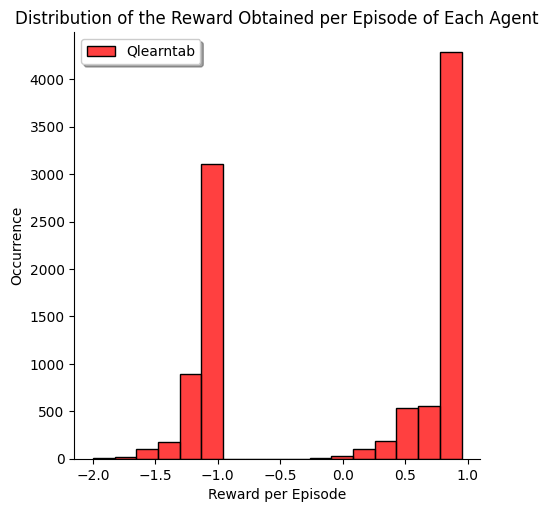 Distribution of the Reward Obtained per Episode of Each Agent
Qlearntab
4000
3500
3000
2500
2000
1500
1000
500
0
Occurrence
−2.0 −1.5 −1.0 −0.5 0.0 0.5 1.0
Reward per Episode